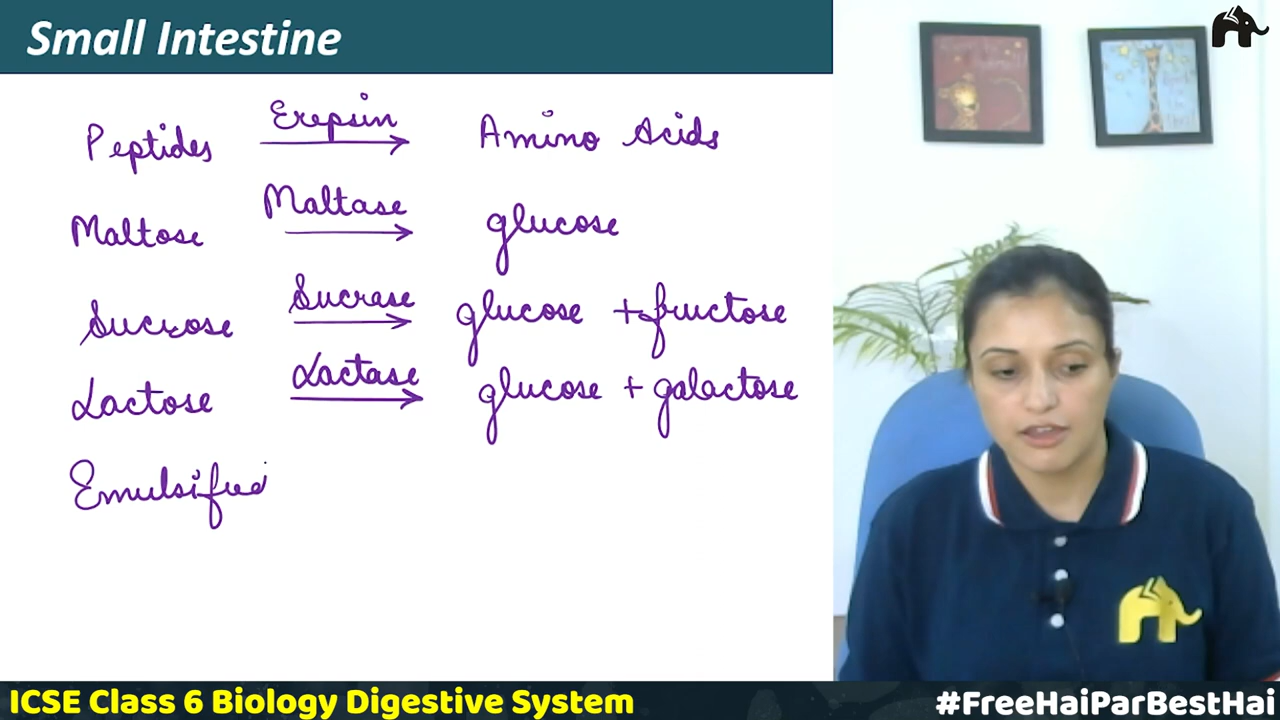 Small Intestine
Peptides Erepsin Amino Acids
Maltose Maltase glucose
Sucrose Sucrase glucose + fructose
Lactose Lactase glucose + galactose
Emulsified
ICSE Class 6 Biology Digestive System
#FreeHaiParBestHai